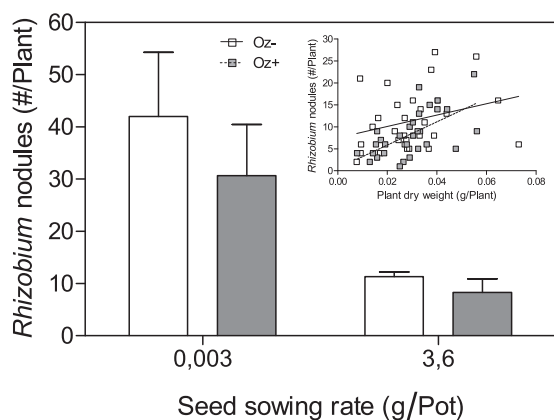 Rhizobium nodules (#/Plant)
60
50
40
30
20
10
0
Oz-
Oz+
Rhizobium nodules (#/Plant)
30
25
20
15
10
5
0
0.00 0.02 0.04 0.06 0.08
Plant dry weight (g/Plant)
0,003 3,6
Seed sowing rate (g/Pot)